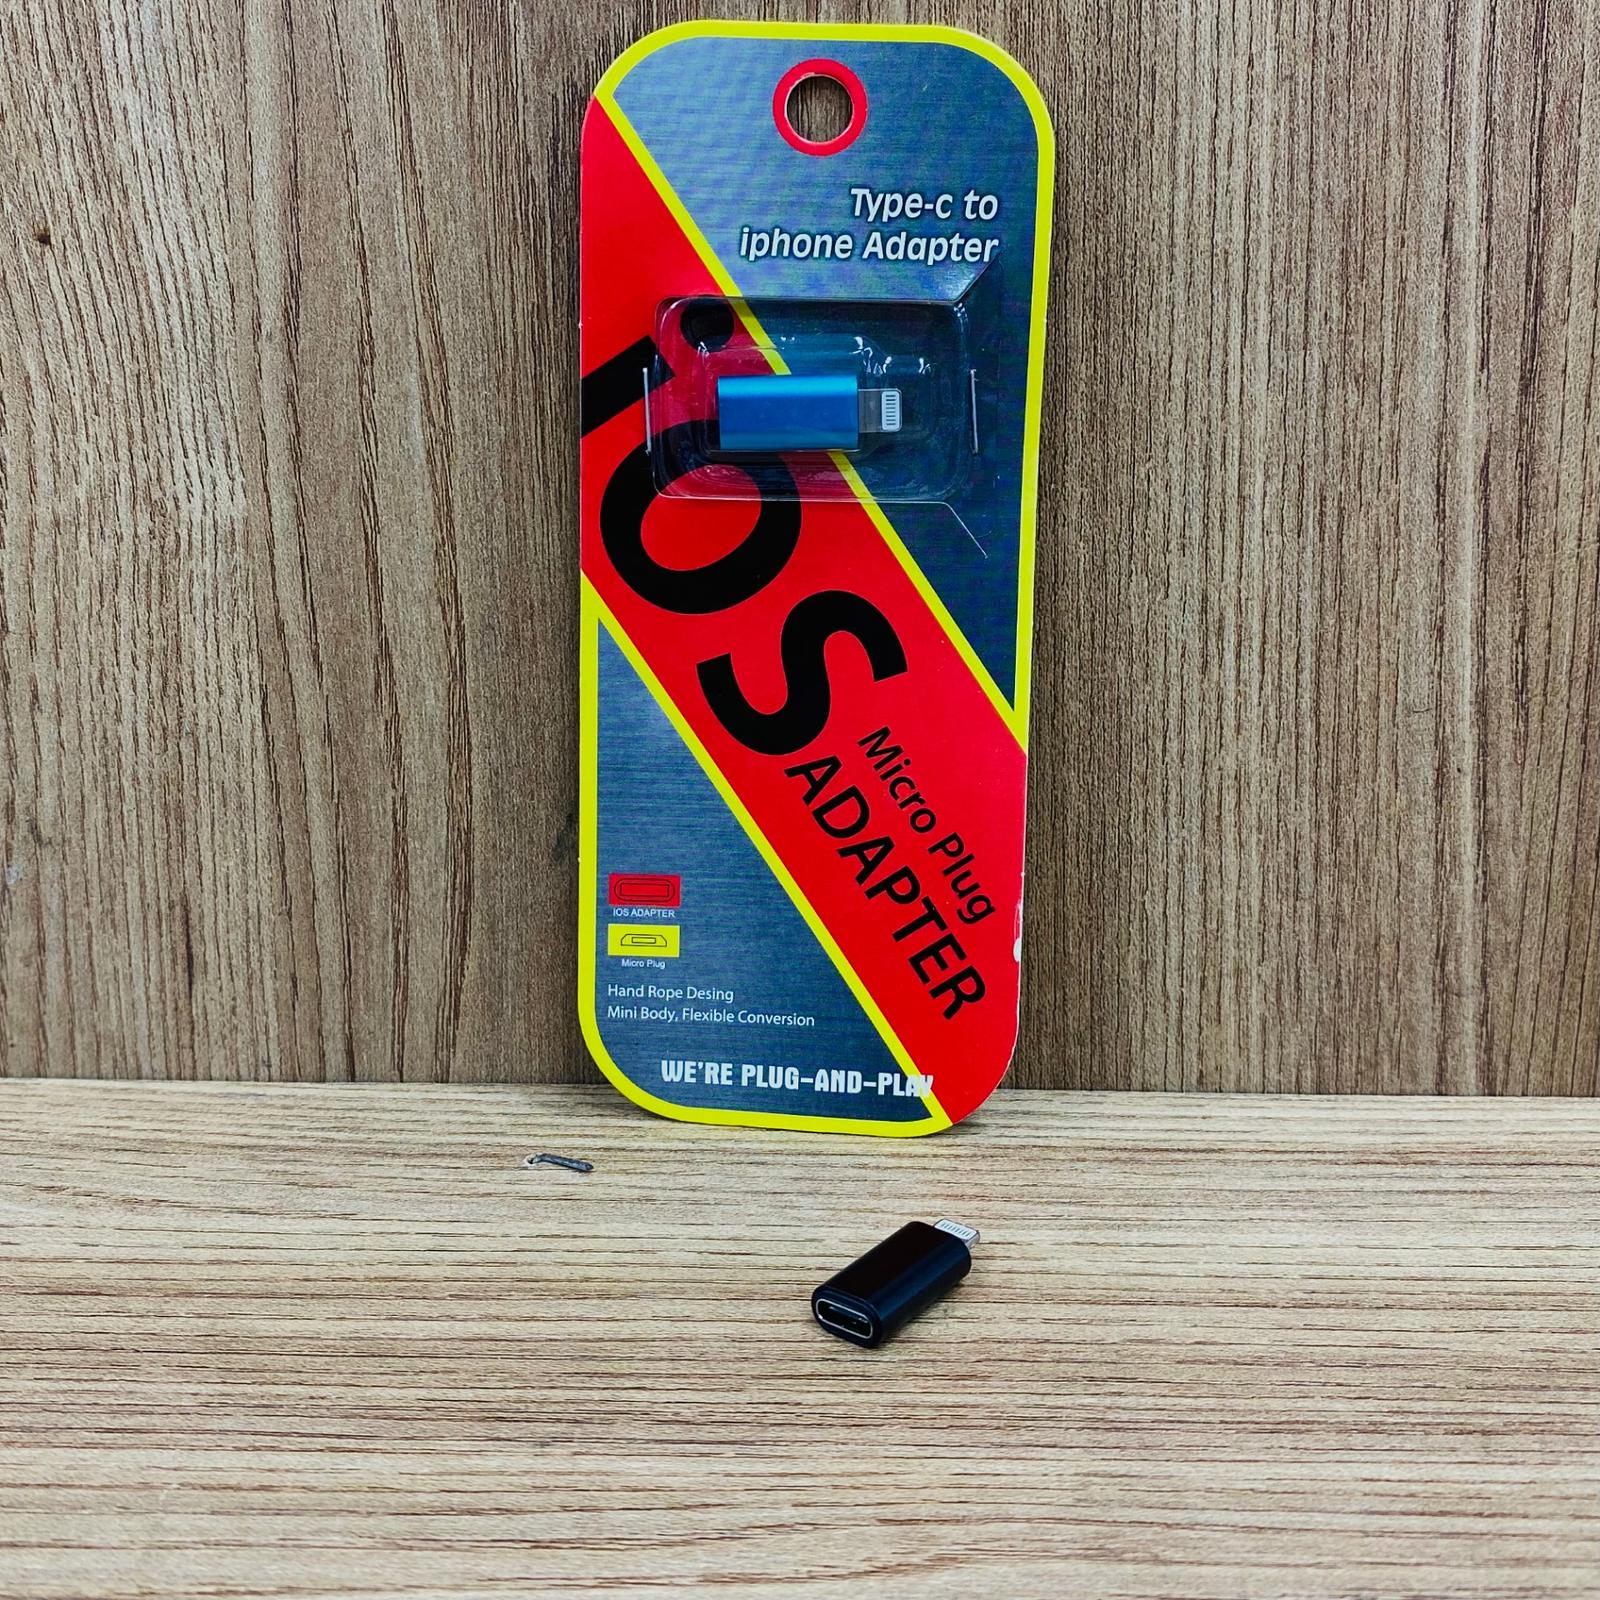 Type-c to
iphone Adapter
iOS
Micro Plug
ADAPTER
IOS ADAPTER
Micro Plug
Hand Rope Desing
Mini Body, Flexible Conversion
WE'RE PLUG-AND-PLAY